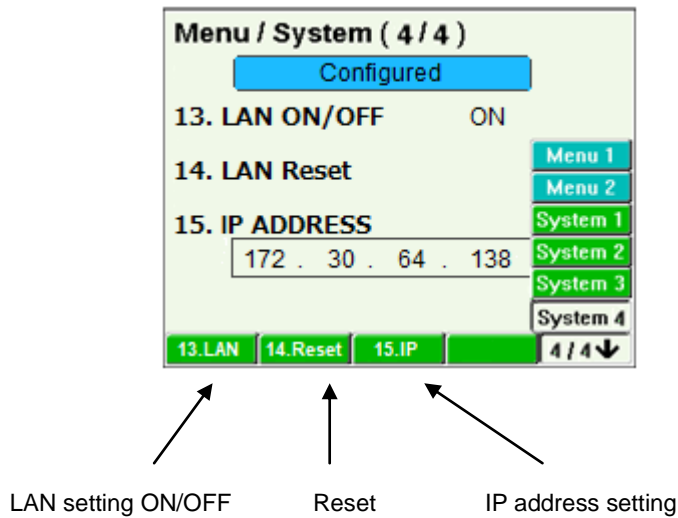 Menu / System ( 4 / 4 )
Configured
13. LAN ON/OFF ON
14. LAN Reset
Menu 1
Menu 2
15. IP ADDRESS
System 1
172 . 30 . 64 . 138
System 2
System 3
System 4
13.LAN 14.Reset 15.IP 4 / 4
LAN setting ON/OFF Reset IP address setting